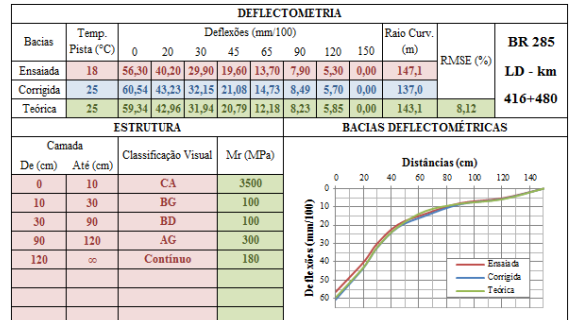 DEFLECTOMETRIA
Bacias Temp. Pista (°C) Deflexões (mm/100) Raio Curv. (m) RMSE (%) BR 285
0 20 30 45 65 90 120 150 LD - km
Ensaiada 18 56,30 40,20 29,90 19,60 13,70 7,90 5,30 0,00 147,1 416+480
Corrigida 25 60,54 43,23 32,15 21,08 14,73 8,49 5,70 0,00 137,0
Teórica 25 59,34 42,96 31,94 20,79 12,18 8,23 5,85 0,00 143,1 8,12
ESTRUTURA BACIAS DEFLECTOMÉTRICAS
Camada Classificação Visual Mr (MPa)
De (cm) Até (cm)
0 10 CA 3500
10 30 BG 100
30 90 BD 100
90 120 AG 300
120 ∞ Contínuo 180
Distâncias (cm)
0 20 40 60 80 100 120 140
0
10
20
30
40
50
60
Deflexões (mm/100)
Ensaiada
Corrigida
Teórica